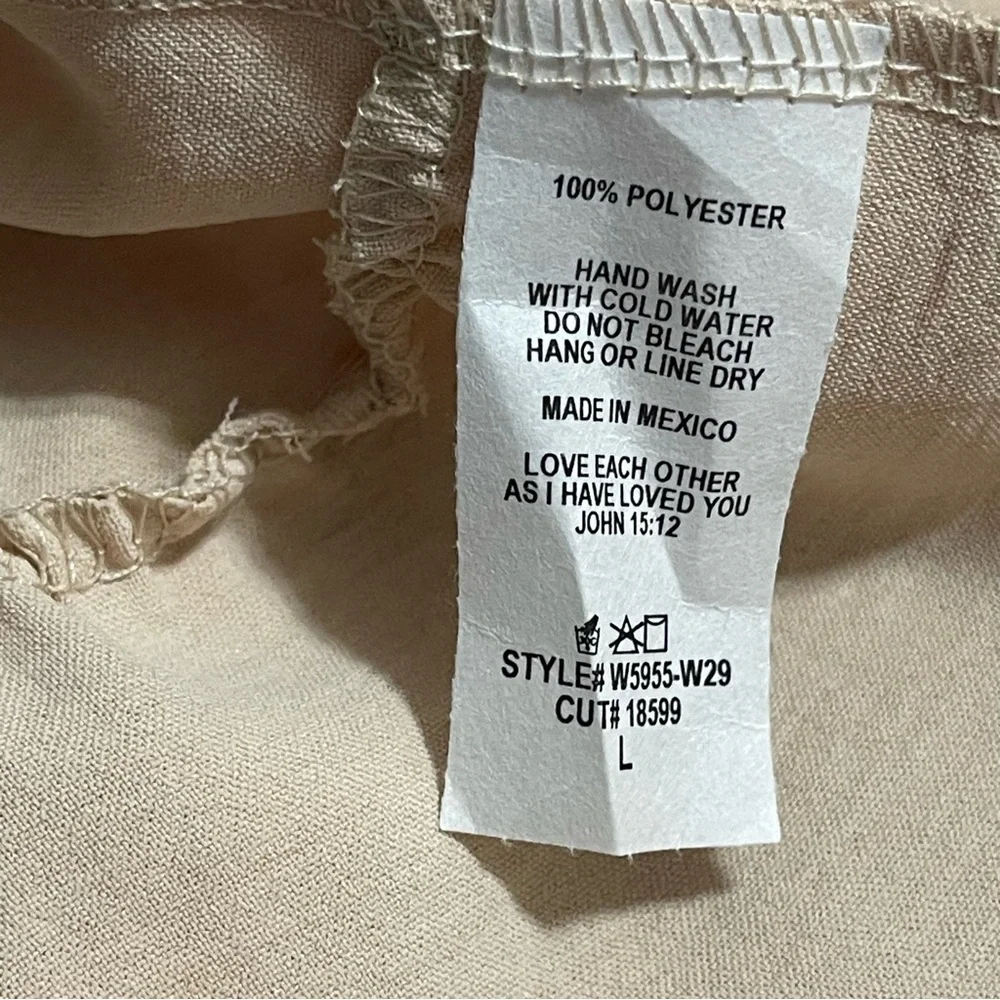 100% POLYESTER
HAND WASH
WITH COLD WATER
DO NOT BLEACH
HANG OR LINE DRY
MADE IN MEXICO
LOVE EACH OTHER
AS I HAVE LOVED YOU
JOHN 15:12
STYLE# W5955-W29
CUT# 18599
L